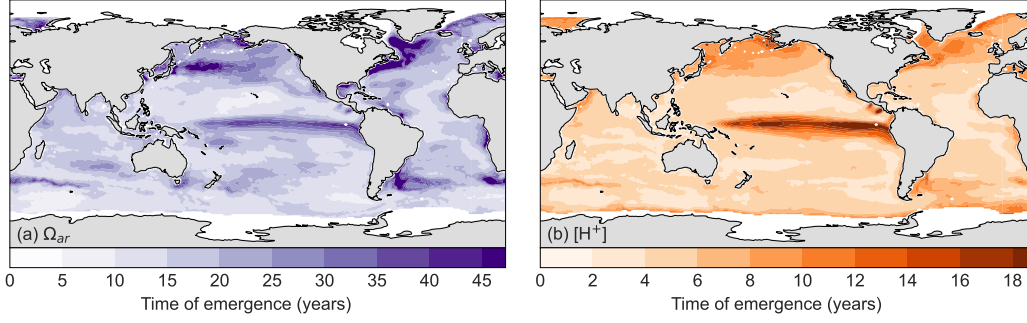 (a) Ω_ar
0 5 10 15 20 25 30 35 40 45
Time of emergence (years)
(b) [H⁺]
0 2 4 6 8 10 12 14 16 18
Time of emergence (years)